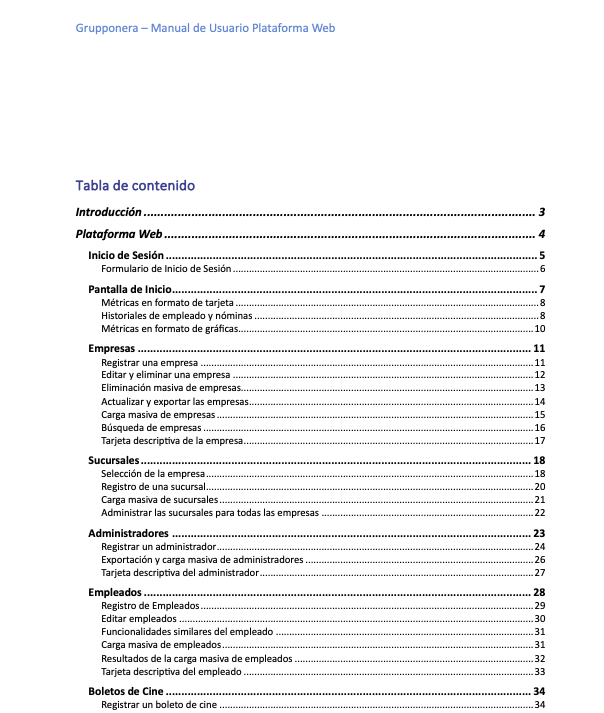 Grupponera – Manual de Usuario Plataforma Web
Tabla de contenido
Introducción ........ 3
Plataforma Web ........ 4
Inicio de Sesión ........ 5
Formulario de Inicio de Sesión ........ 6
Pantalla de Inicio ........ 7
Métricas en formato de tarjeta ........ 8
Historiales de empleado y nóminas ........ 8
Métricas en formato de gráficas ........ 10
Empresas ........ 11
Registrar una empresa ........ 11
Editar y eliminar una empresa ........ 12
Eliminación masiva de empresas ........ 13
Actualizar y exportar las empresas ........ 14
Carga masiva de empresas ........ 15
Búsqueda de empresas ........ 16
Tarjeta descriptiva de la empresa ........ 17
Sucursales ........ 18
Selección de la empresa ........ 18
Registro de una sucursal ........ 20
Carga masiva de sucursales ........ 21
Administrar las sucursales para todas las empresas ........ 22
Administradores ........ 23
Registrar un administrador ........ 24
Exportación y carga masiva de administradores ........ 26
Tarjeta descriptiva del administrador ........ 27
Empleados ........ 28
Registro de Empleados ........ 29
Editar empleados ........ 30
Funcionalidades similares del empleado ........ 31
Carga masiva de empleados ........ 31
Resultados de la carga masiva de empleados ........ 32
Tarjeta descriptiva del empleado ........ 33
Boletos de Cine ........ 34
Registrar un boleto de cine ........ 34